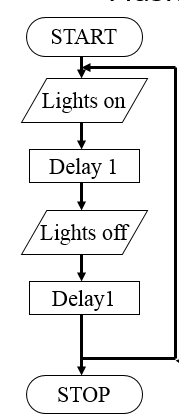 START
Lights on
Delay 1
Lights off
Delay1
STOP